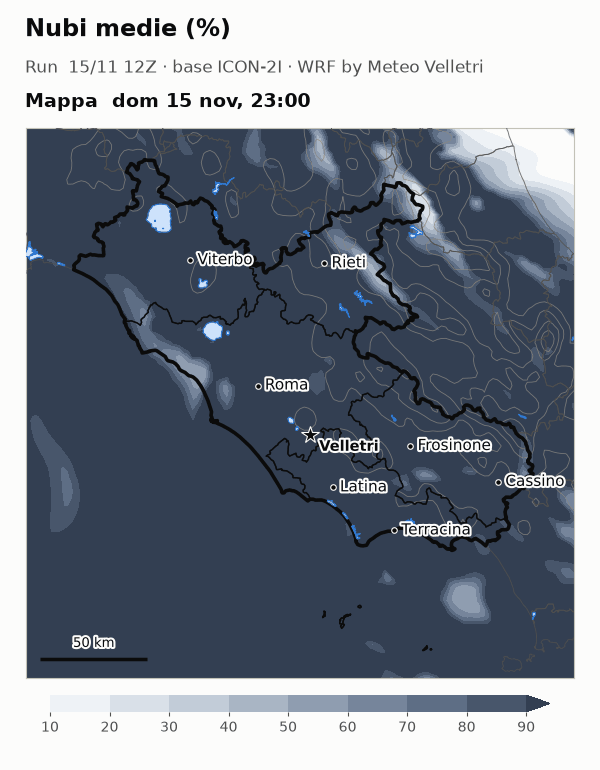 Nubi medie (%)
Run  15/11 12Z · base ICON-2I · WRF by Meteo Velletri
Mappa  dom 15 nov, 23:00
Viterbo
Rieti
Roma
Velletri
Frosinone
Cassino
Latina
Terracina
50 km
10 20 30 40 50 60 70 80 90